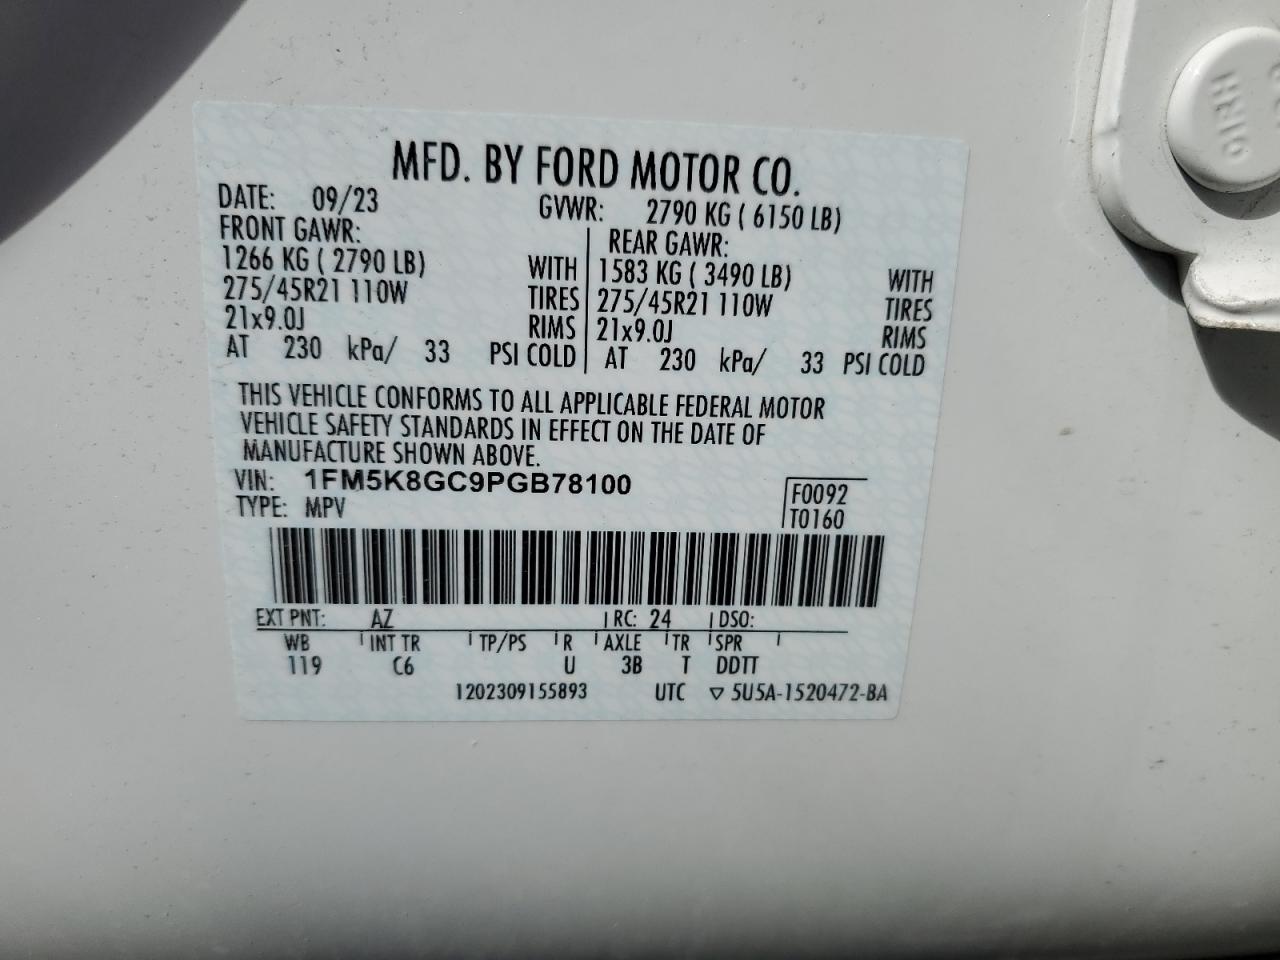 MFD. BY FORD MOTOR CO.
DATE: 09/23 GVWR: 2790 KG ( 6150 LB)
FRONT GAWR: REAR GAWR:
1266 KG ( 2790 LB) WITH 1583 KG ( 3490 LB) WITH
275/45R21 110W TIRES 275/45R21 110W TIRES
21x9.0J RIMS 21x9.0J RIMS
AT 230 kPa/ 33 PSI COLD AT 230 kPa/ 33 PSI COLD
THIS VEHICLE CONFORMS TO ALL APPLICABLE FEDERAL MOTOR
VEHICLE SAFETY STANDARDS IN EFFECT ON THE DATE OF
MANUFACTURE SHOWN ABOVE.
VIN: 1FM5K8GC9PGB78100 F0092
TYPE: MPV T0160
EXT PNT: AZ RC: 24 DSO:
WB INT TR TP/PS R AXLE TR SPR
119 C6 U 3B T DDTT
1202309155893 UTC ▽ 5U5A-1520472-BA